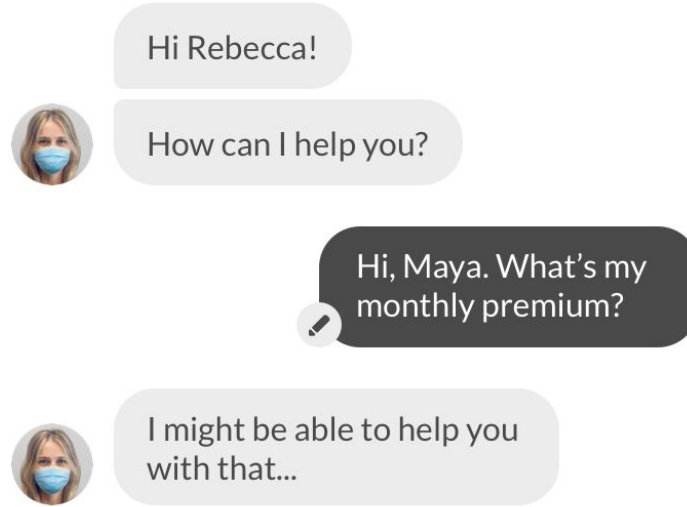 Hi Rebecca!
How can I help you?
Hi, Maya. What’s my
monthly premium?
I might be able to help you
with that...